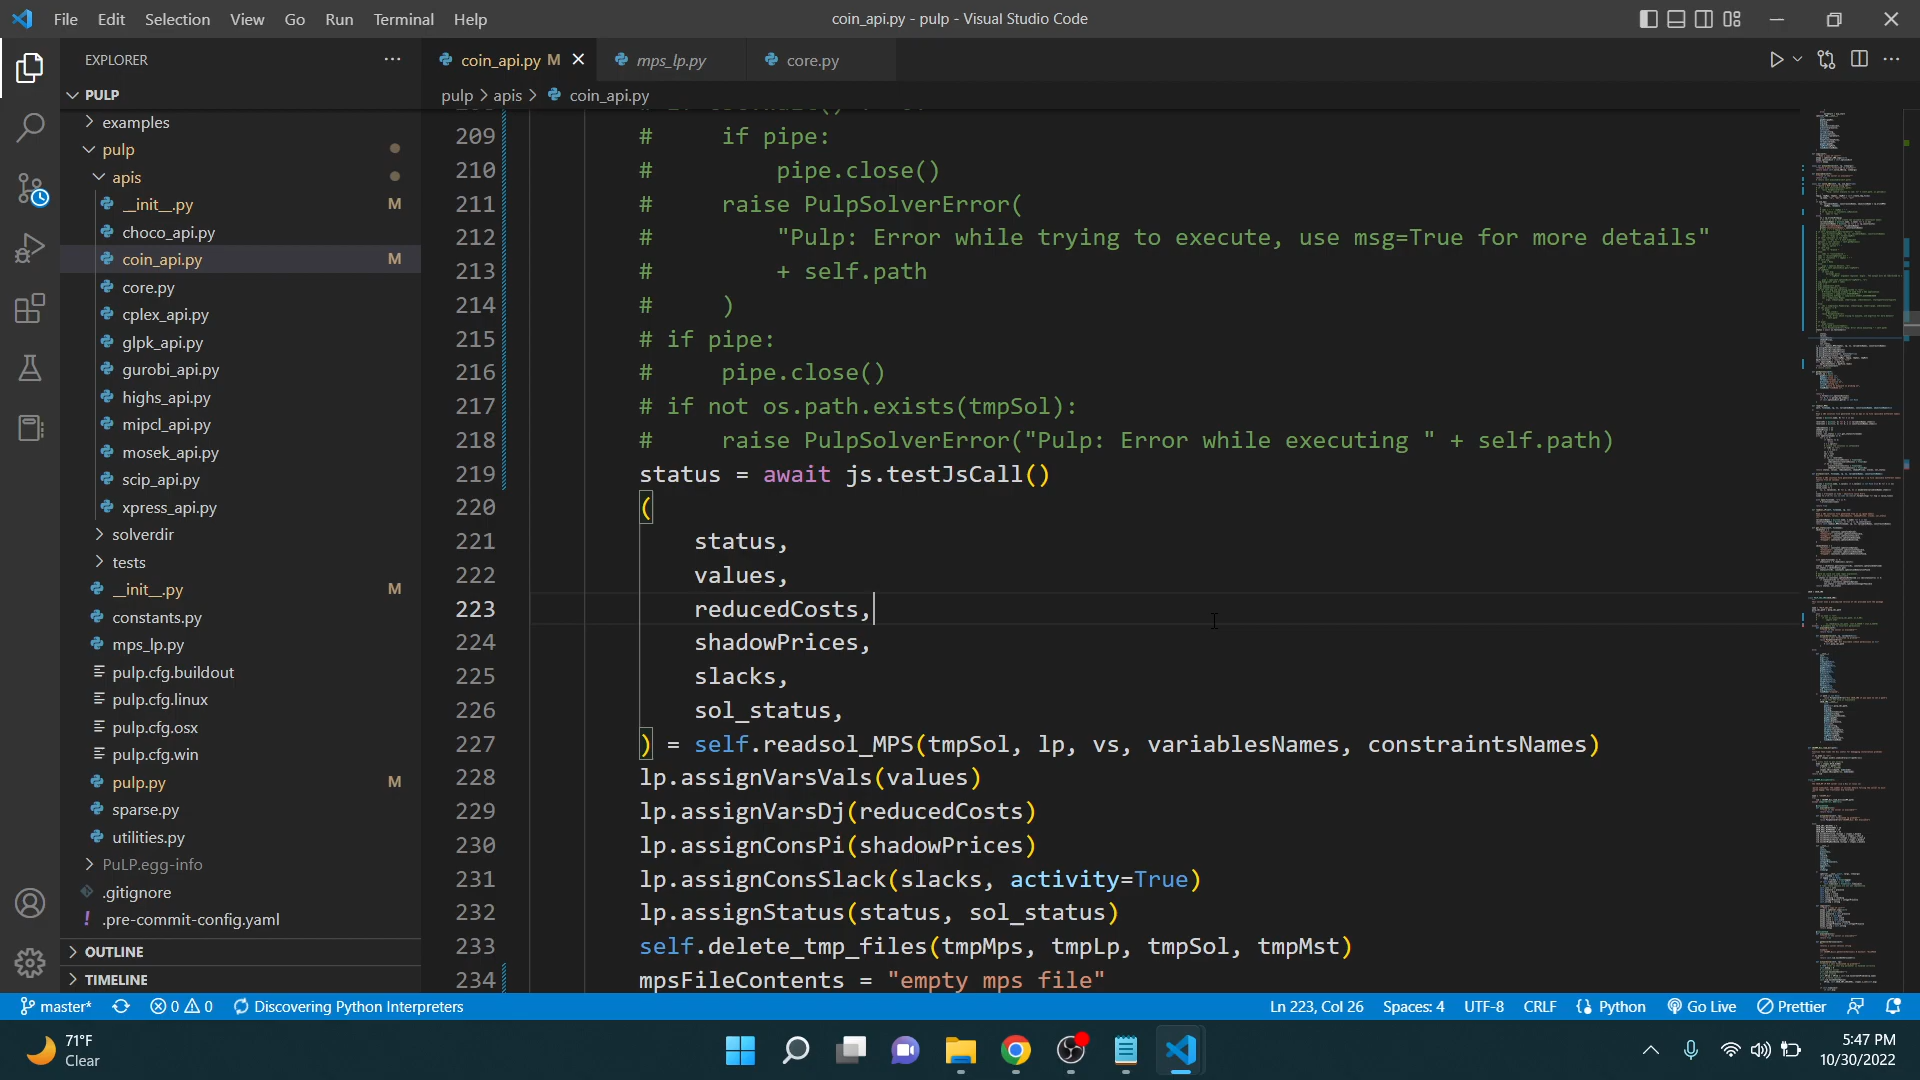 File Edit Selection View Go Run Terminal Help
coin_api.py - pulp - Visual Studio Code
EXPLORER
PULP
examples
pulp
apis
__init__.py M
choco_api.py
coin_api.py M
core.py
cplex_api.py
glpk_api.py
gurobi_api.py
highs_api.py
mipcl_api.py
mosek_api.py
scip_api.py
xpress_api.py
solverdir
tests
__init__.py M
constants.py
mps_lp.py
pulp.cfg.buildout
pulp.cfg.linux
pulp.cfg.osx
pulp.cfg.win
pulp.py M
sparse.py
utilities.py
PuLP.egg-info
.gitignore
.pre-commit-config.yaml
OUTLINE
TIMELINE
coin_api.py M
mps_lp.py
core.py
pulp > apis > coin_api.py
209 # if pipe:
210 # pipe.close()
211 # raise PulpSolverError(
212 # "Pulp: Error while trying to execute, use msg=True for more details"
213 # + self.path
214 # )
215 # if pipe:
216 # pipe.close()
217 # if not os.path.exists(tmpSol):
218 # raise PulpSolverError("Pulp: Error while executing " + self.path)
219 status = await js.testJsCall()
220 (
221 status,
222 values,
223 reducedCosts,
224 shadowPrices,
225 slacks,
226 sol_status,
227 ) = self.readsol_MPS(tmpSol, lp, vs, variablesNames, constraintsNames)
228 lp.assignVarsVals(values)
229 lp.assignVarsDj(reducedCosts)
230 lp.assignConsPi(shadowPrices)
231 lp.assignConsSlack(slacks, activity=True)
232 lp.assignStatus(status, sol_status)
233 self.delete_tmp_files(tmpMps, tmpLp, tmpSol, tmpMst)
234 mpsFileContents = "empty mps file"
master* 0 0 Discovering Python Interpreters
Ln 223, Col 26 Spaces: 4 UTF-8 CRLF Python Go Live Prettier
71°F
Clear
5:47 PM
10/30/2022